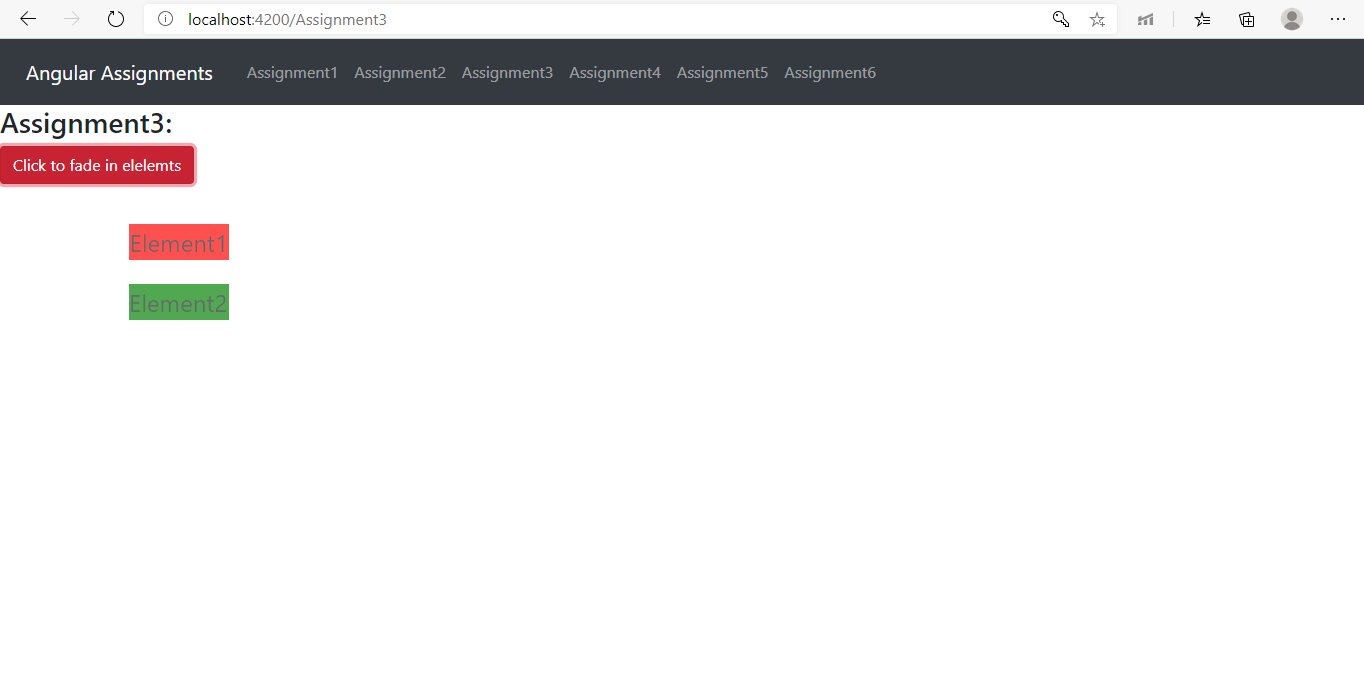 localhost:4200/Assignment3
Angular Assignments Assignment1 Assignment2 Assignment3 Assignment4 Assignment5 Assignment6
Assignment3:
Click to fade in elelemts
Element1
Element2